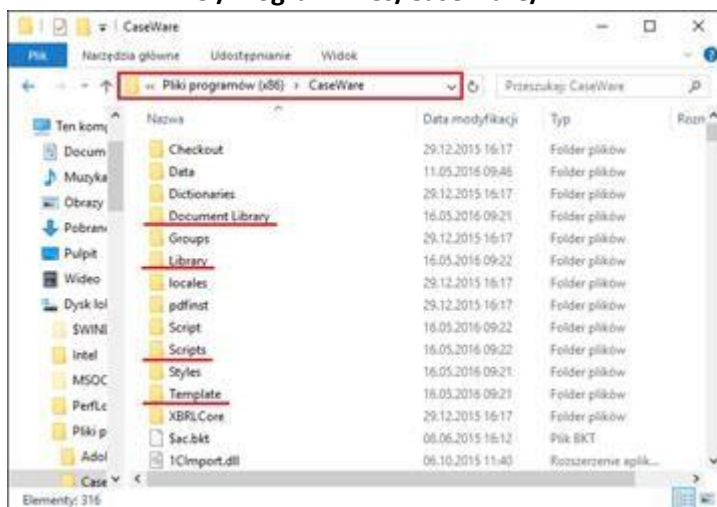 CaseWare
Plik Narzędzia główne Udostępnianie Widok
« Pliki programów (x86) › CaseWare
Przeszukaj: CaseWare
Nazwa Data modyfikacji Typ Rozm
Checkout 29.12.2015 16:17 Folder plików
Data 11.05.2016 09:46 Folder plików
Dictionaries 29.12.2015 16:17 Folder plików
Document Library 16.05.2016 09:21 Folder plików
Groups 29.12.2015 16:17 Folder plików
Library 16.05.2016 09:22 Folder plików
locales 29.12.2015 16:17 Folder plików
pdfinst 29.12.2015 16:17 Folder plików
Script 16.05.2016 09:22 Folder plików
Scripts 16.05.2016 09:22 Folder plików
Styles 16.05.2016 09:21 Folder plików
Template 16.05.2016 09:21 Folder plików
XBRLCore 29.12.2015 16:17 Folder plików
$ac.bkt 08.06.2015 16:12 Plik BKT
1CImport.dll 06.10.2015 11:40 Rozszerzenie aplik...
Ten komp
Docum
Muzyka
Obrazy
Pobran
Pulpit
Wideo
Dysk lol
$WIN
Intel
MSOC
PerfLo
Pliki p
Adol
Case
Elementy: 316